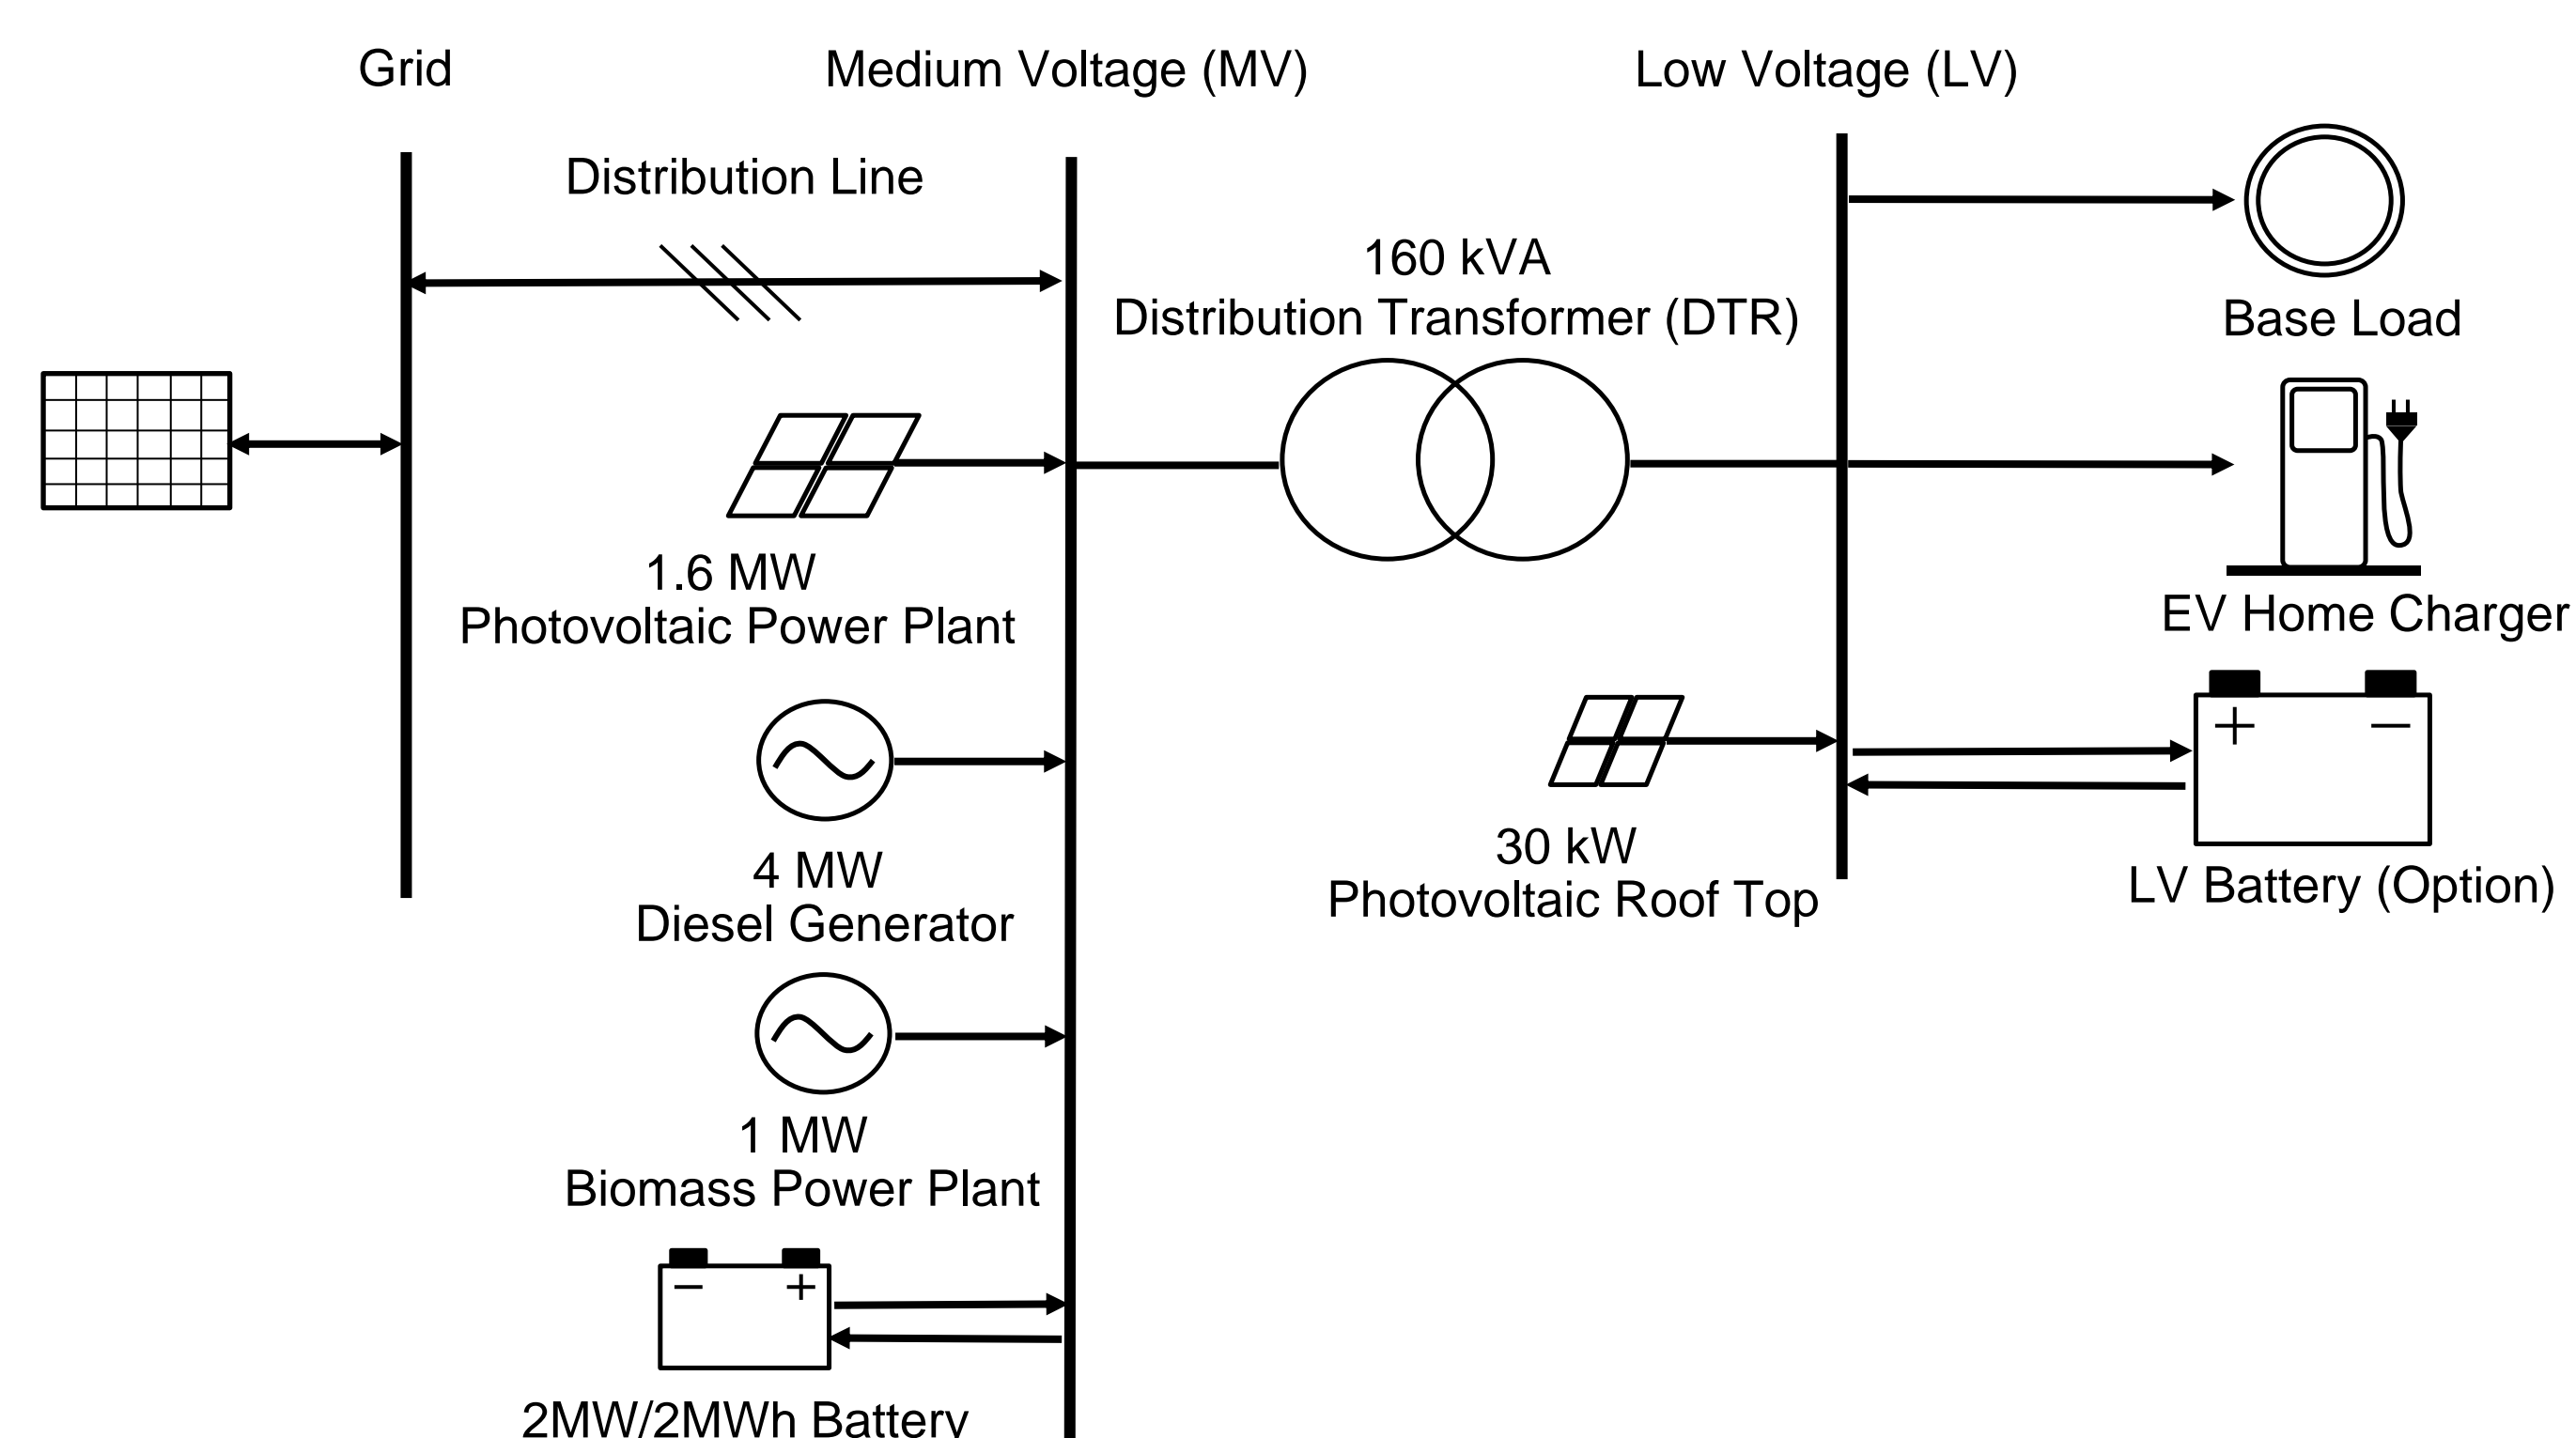 Grid
Medium Voltage (MV)
Low Voltage (LV)
Distribution Line
160 kVA
Distribution Transformer (DTR)
Base Load
1.6 MW
Photovoltaic Power Plant
EV Home Charger
4 MW
Diesel Generator
30 kW
Photovoltaic Roof Top
+ −
LV Battery (Option)
1 MW
Biomass Power Plant
− +
2MW/2MWh Battery